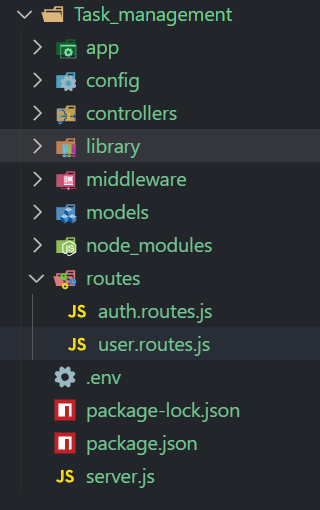 Task_management
app
config
controllers
library
middleware
models
node_modules
routes
JS auth.routes.js
JS user.routes.js
.env
package-lock.json
package.json
JS server.js